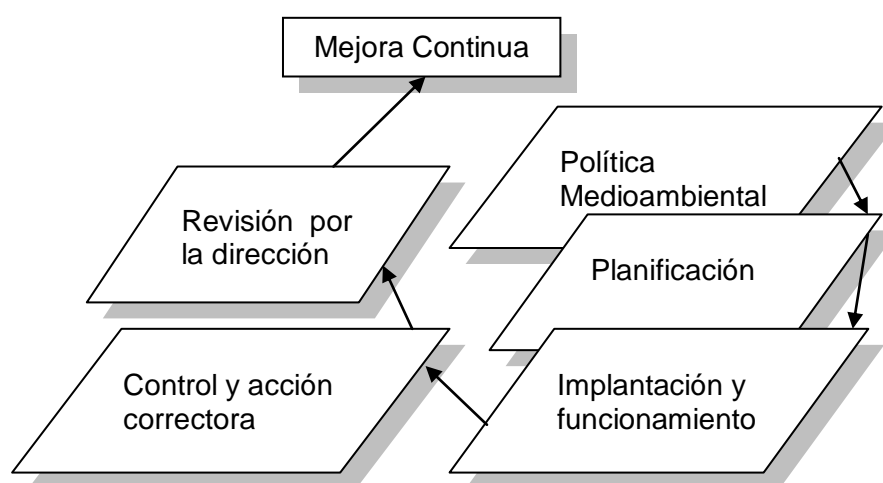 Mejora Continua
Política
Medioambiental
Revisión por
la dirección
Planificación
Control y acción
correctora
Implantación y
funcionamiento